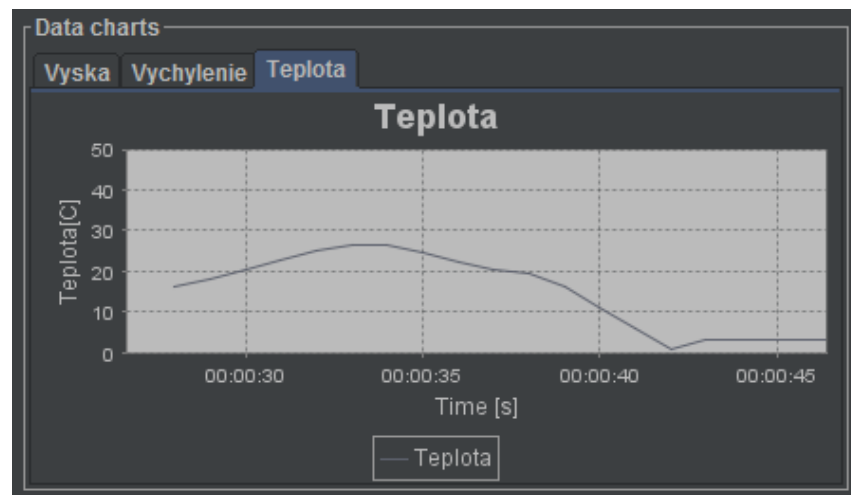 Data charts
Vyska Vychylenie Teplota
Teplota
50
40
30
20
10
0
Teplota[C]
00:00:30 00:00:35 00:00:40 00:00:45
Time [s]
Teplota